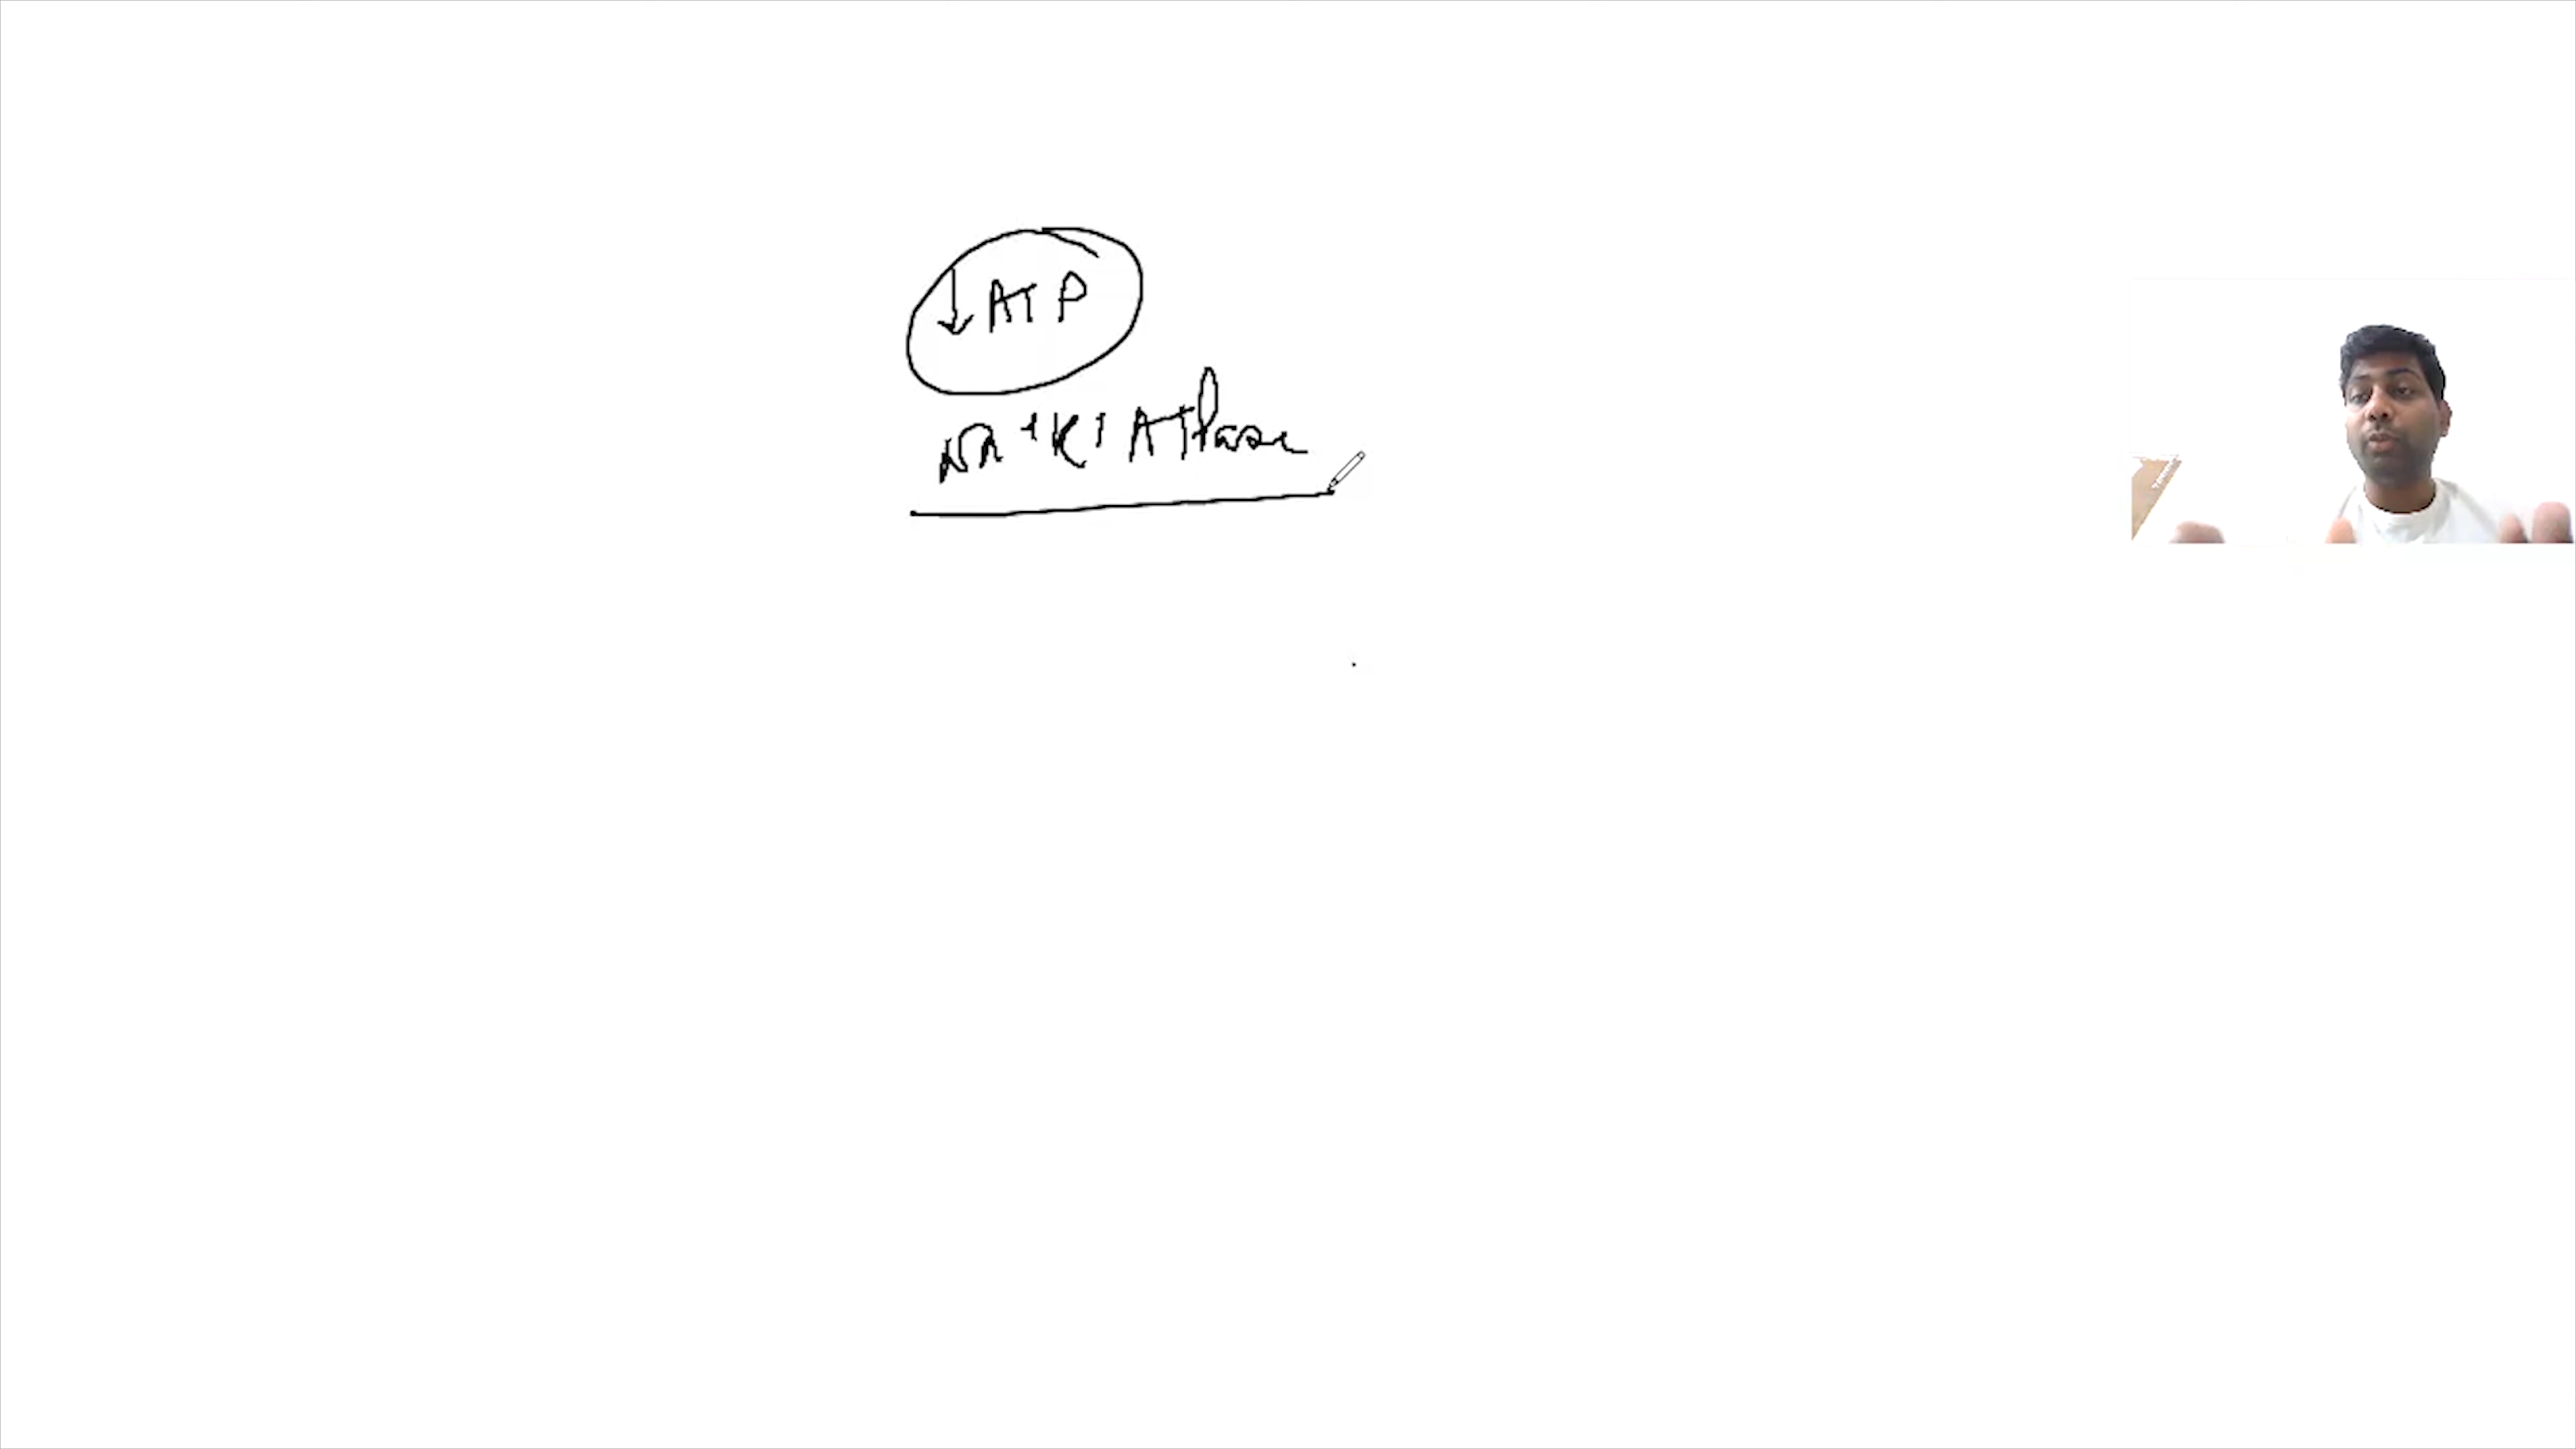 ↓ ATP
Na+ K+ ATPase